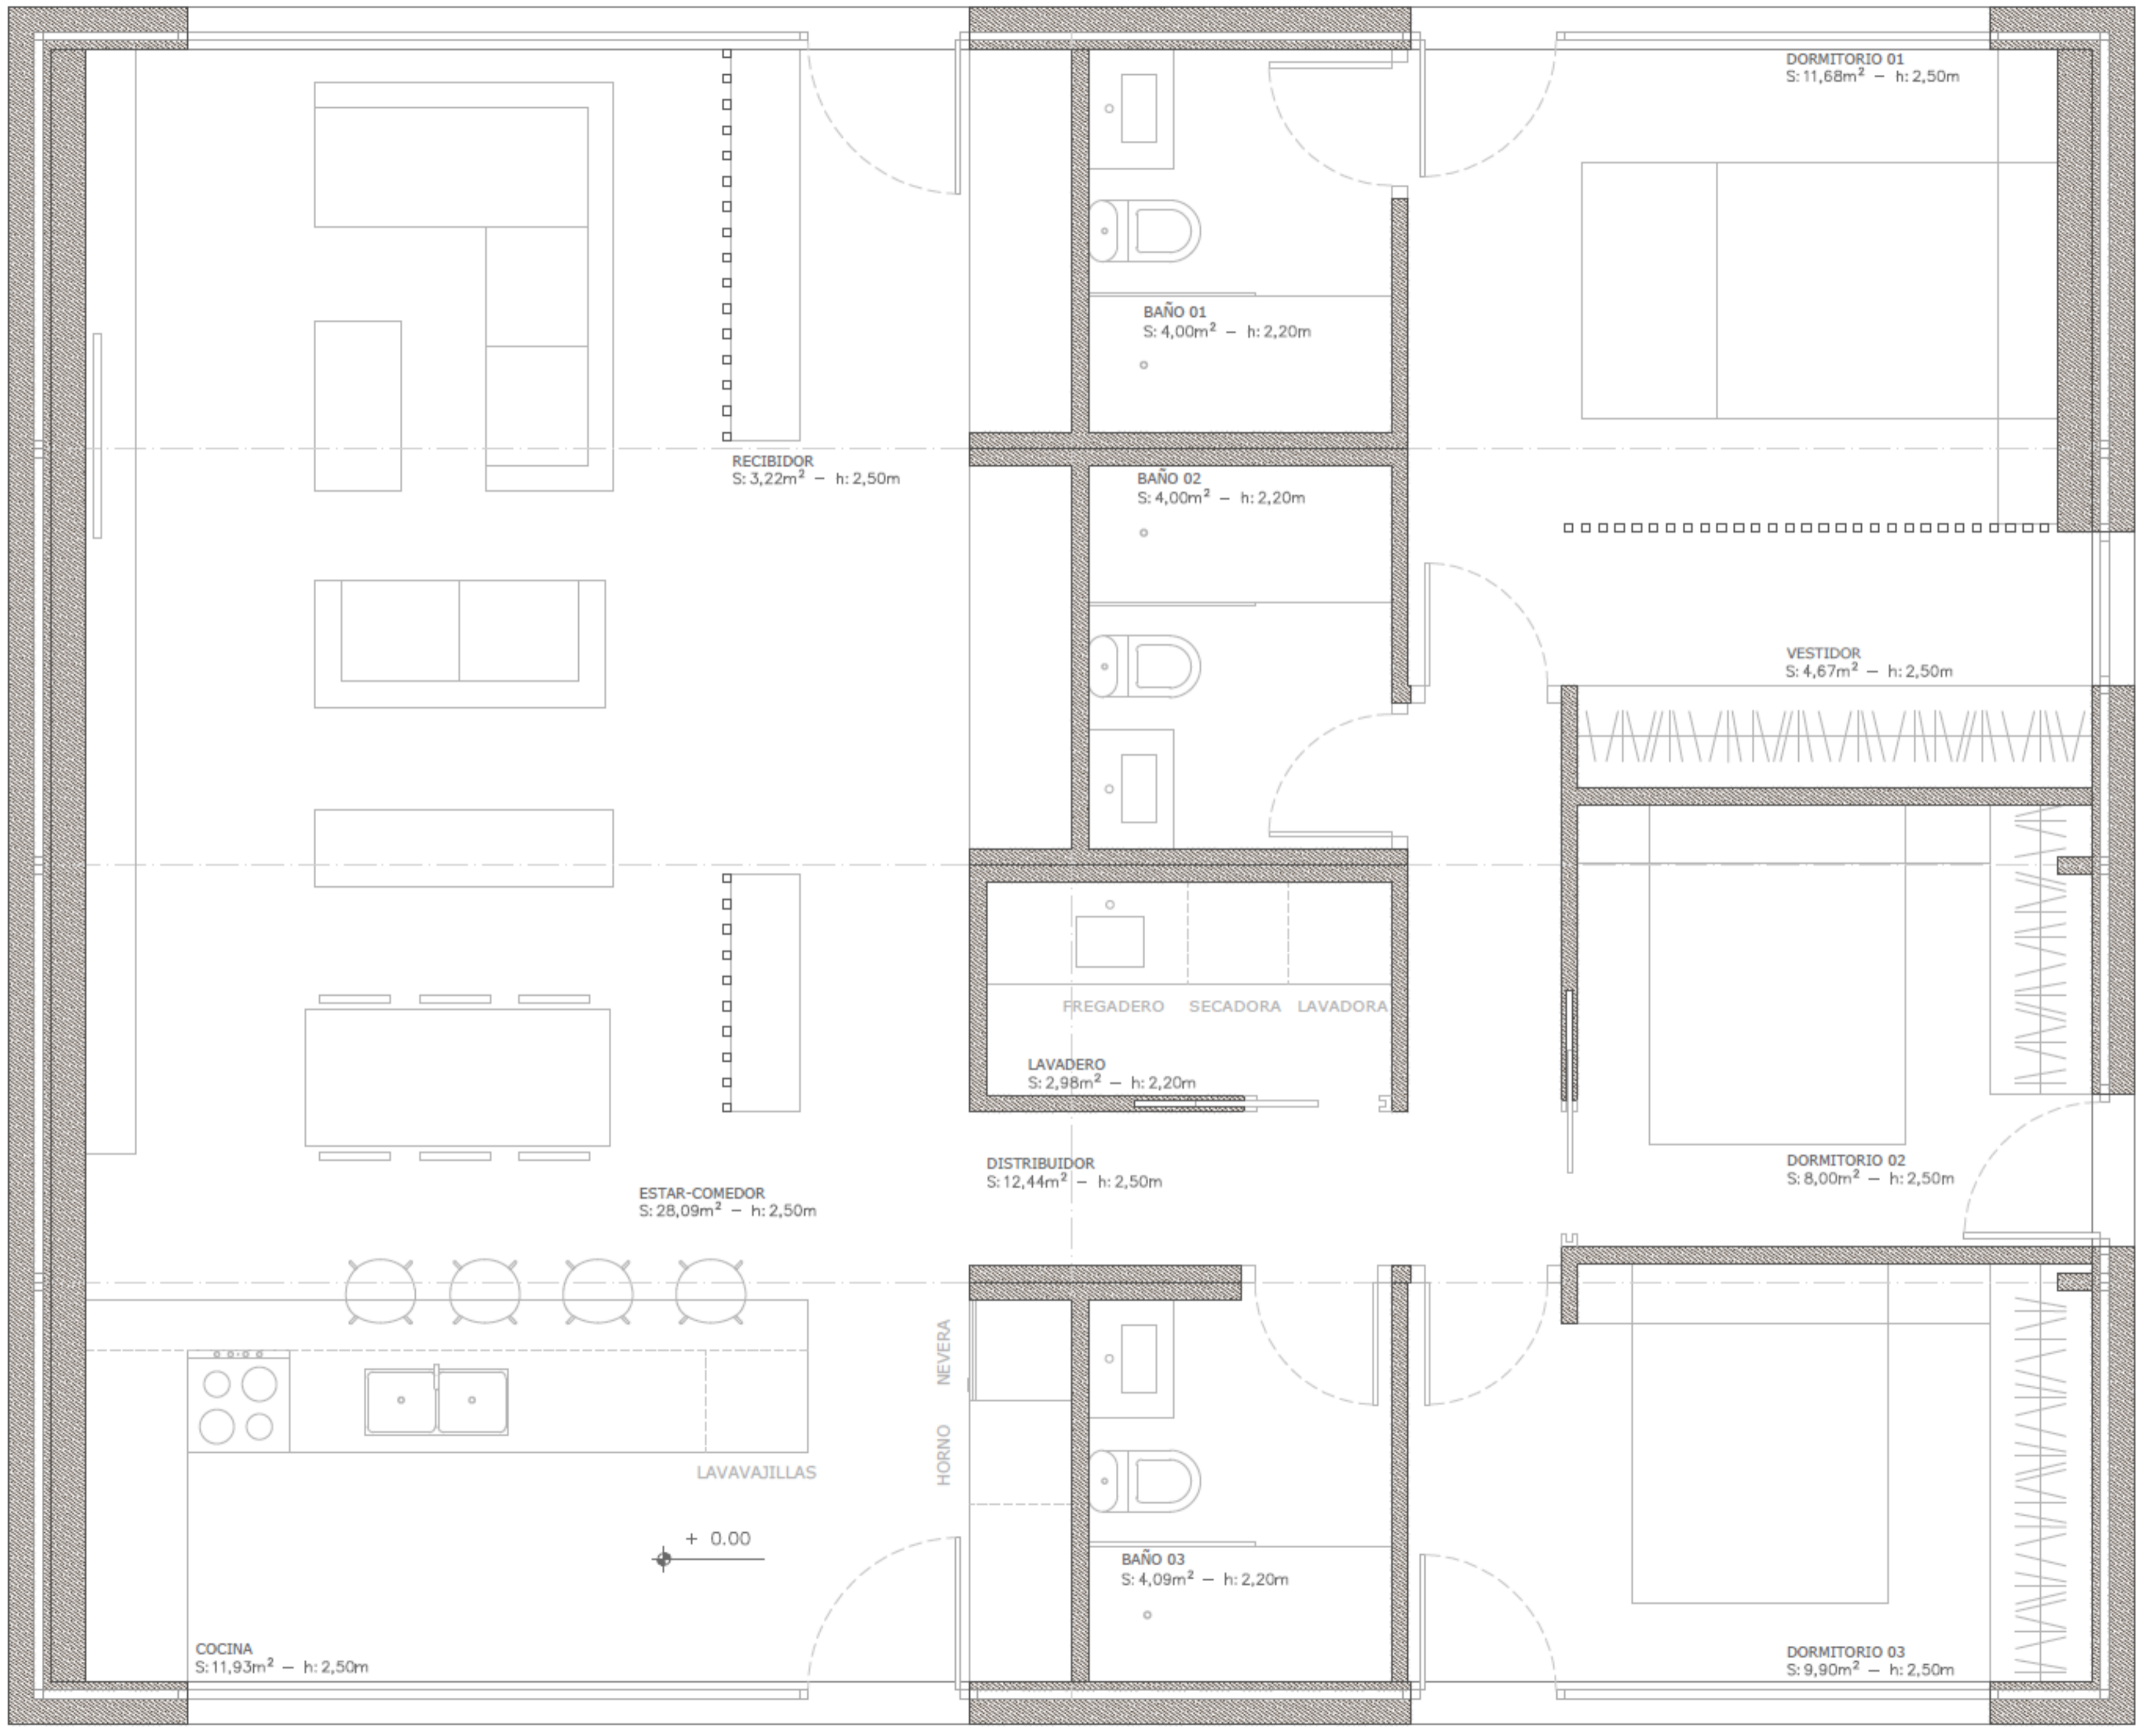 DORMITORIO 01
S: 11,68m² – h: 2,50m
BAÑO 01
S: 4,00m² – h: 2,20m
RECIBIDOR
S: 3,22m² – h: 2,50m
BAÑO 02
S: 4,00m² – h: 2,20m
VESTIDOR
S: 4,67m² – h: 2,50m
FREGADERO SECADORA LAVADORA
LAVADERO
S: 2,98m² – h: 2,20m
DISTRIBUIDOR
S: 12,44m² – h: 2,50m
DORMITORIO 02
S: 8,00m² – h: 2,50m
ESTAR-COMEDOR
S: 28,09m² – h: 2,50m
NEVERA
HORNO
LAVAVAJILLAS
+ 0.00
BAÑO 03
S: 4,09m² – h: 2,20m
COCINA
S: 11,93m² – h: 2,50m
DORMITORIO 03
S: 9,90m² – h: 2,50m